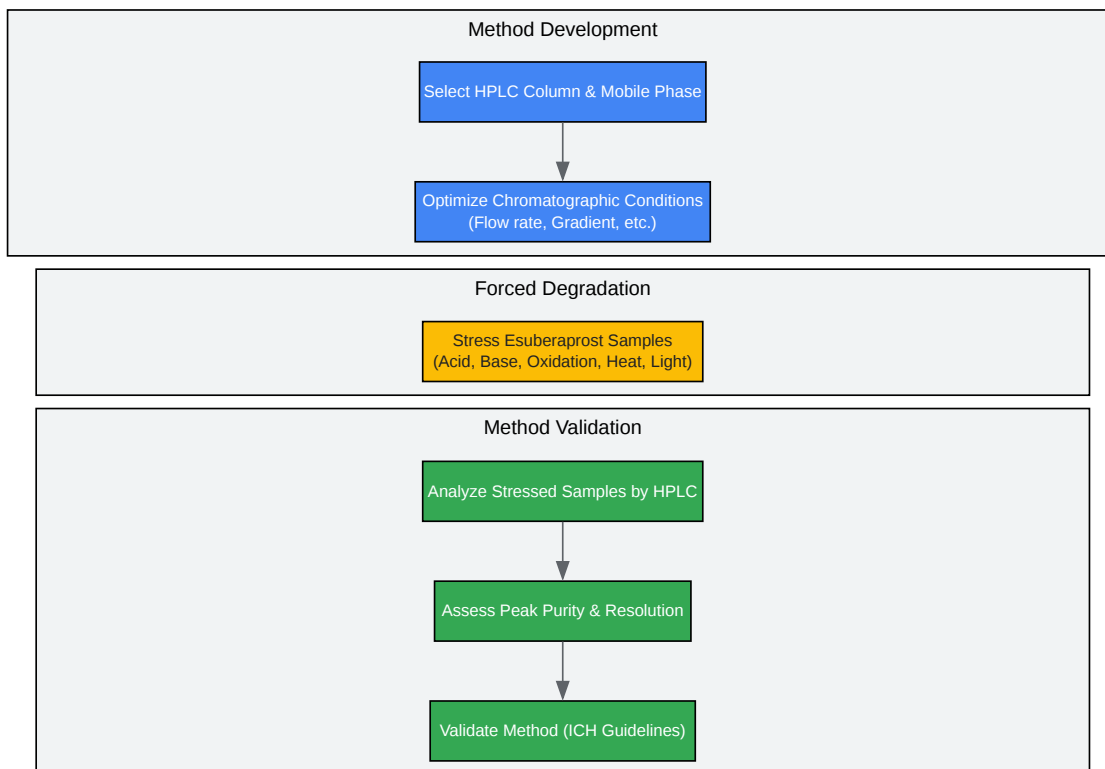 Method Development
Select HPLC Column & Mobile Phase
Optimize Chromatographic Conditions
(Flow rate, Gradient, etc.)
Forced Degradation
Stress Esuberaprost Samples
(Acid, Base, Oxidation, Heat, Light)
Method Validation
Analyze Stressed Samples by HPLC
Assess Peak Purity & Resolution
Validate Method (ICH Guidelines)